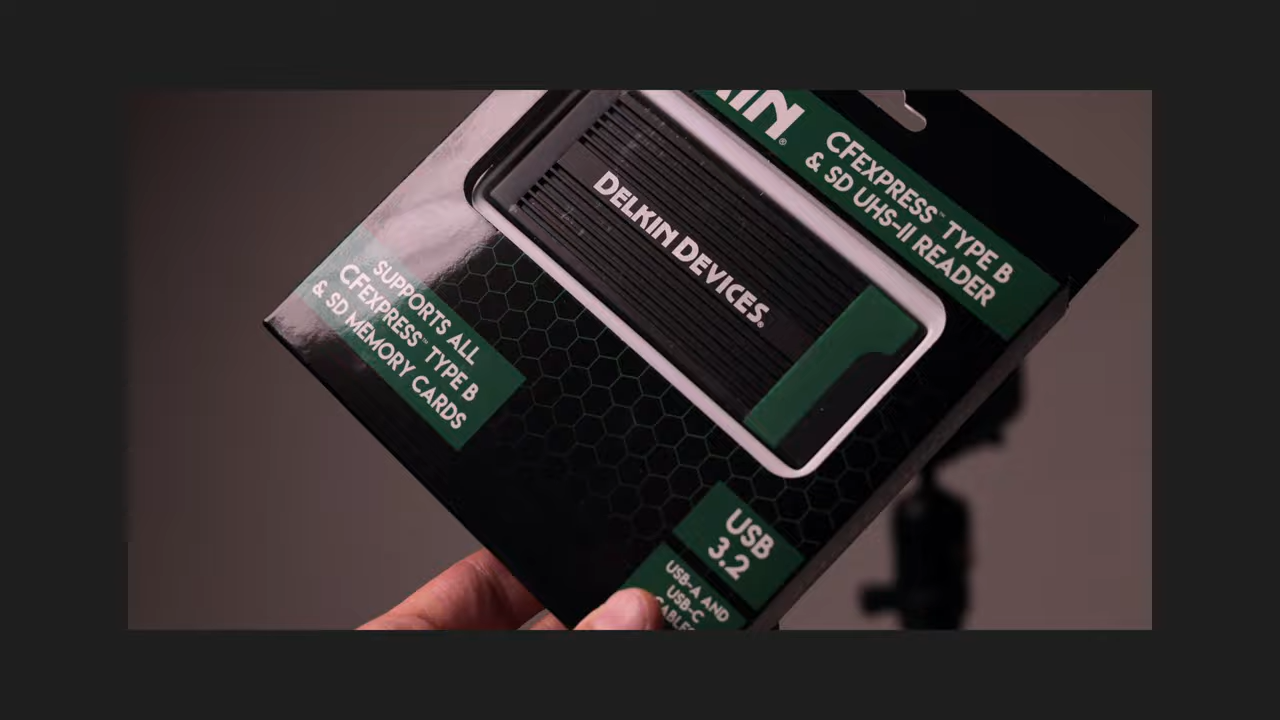 CFEXPRESS™ TYPE B
& SD UHS-II READER
DELKIN DEVICES®
SUPPORTS ALL
CFEXPRESS™ TYPE B
& SD MEMORY CARDS
USB
3.2
USB-A AND
USB-C